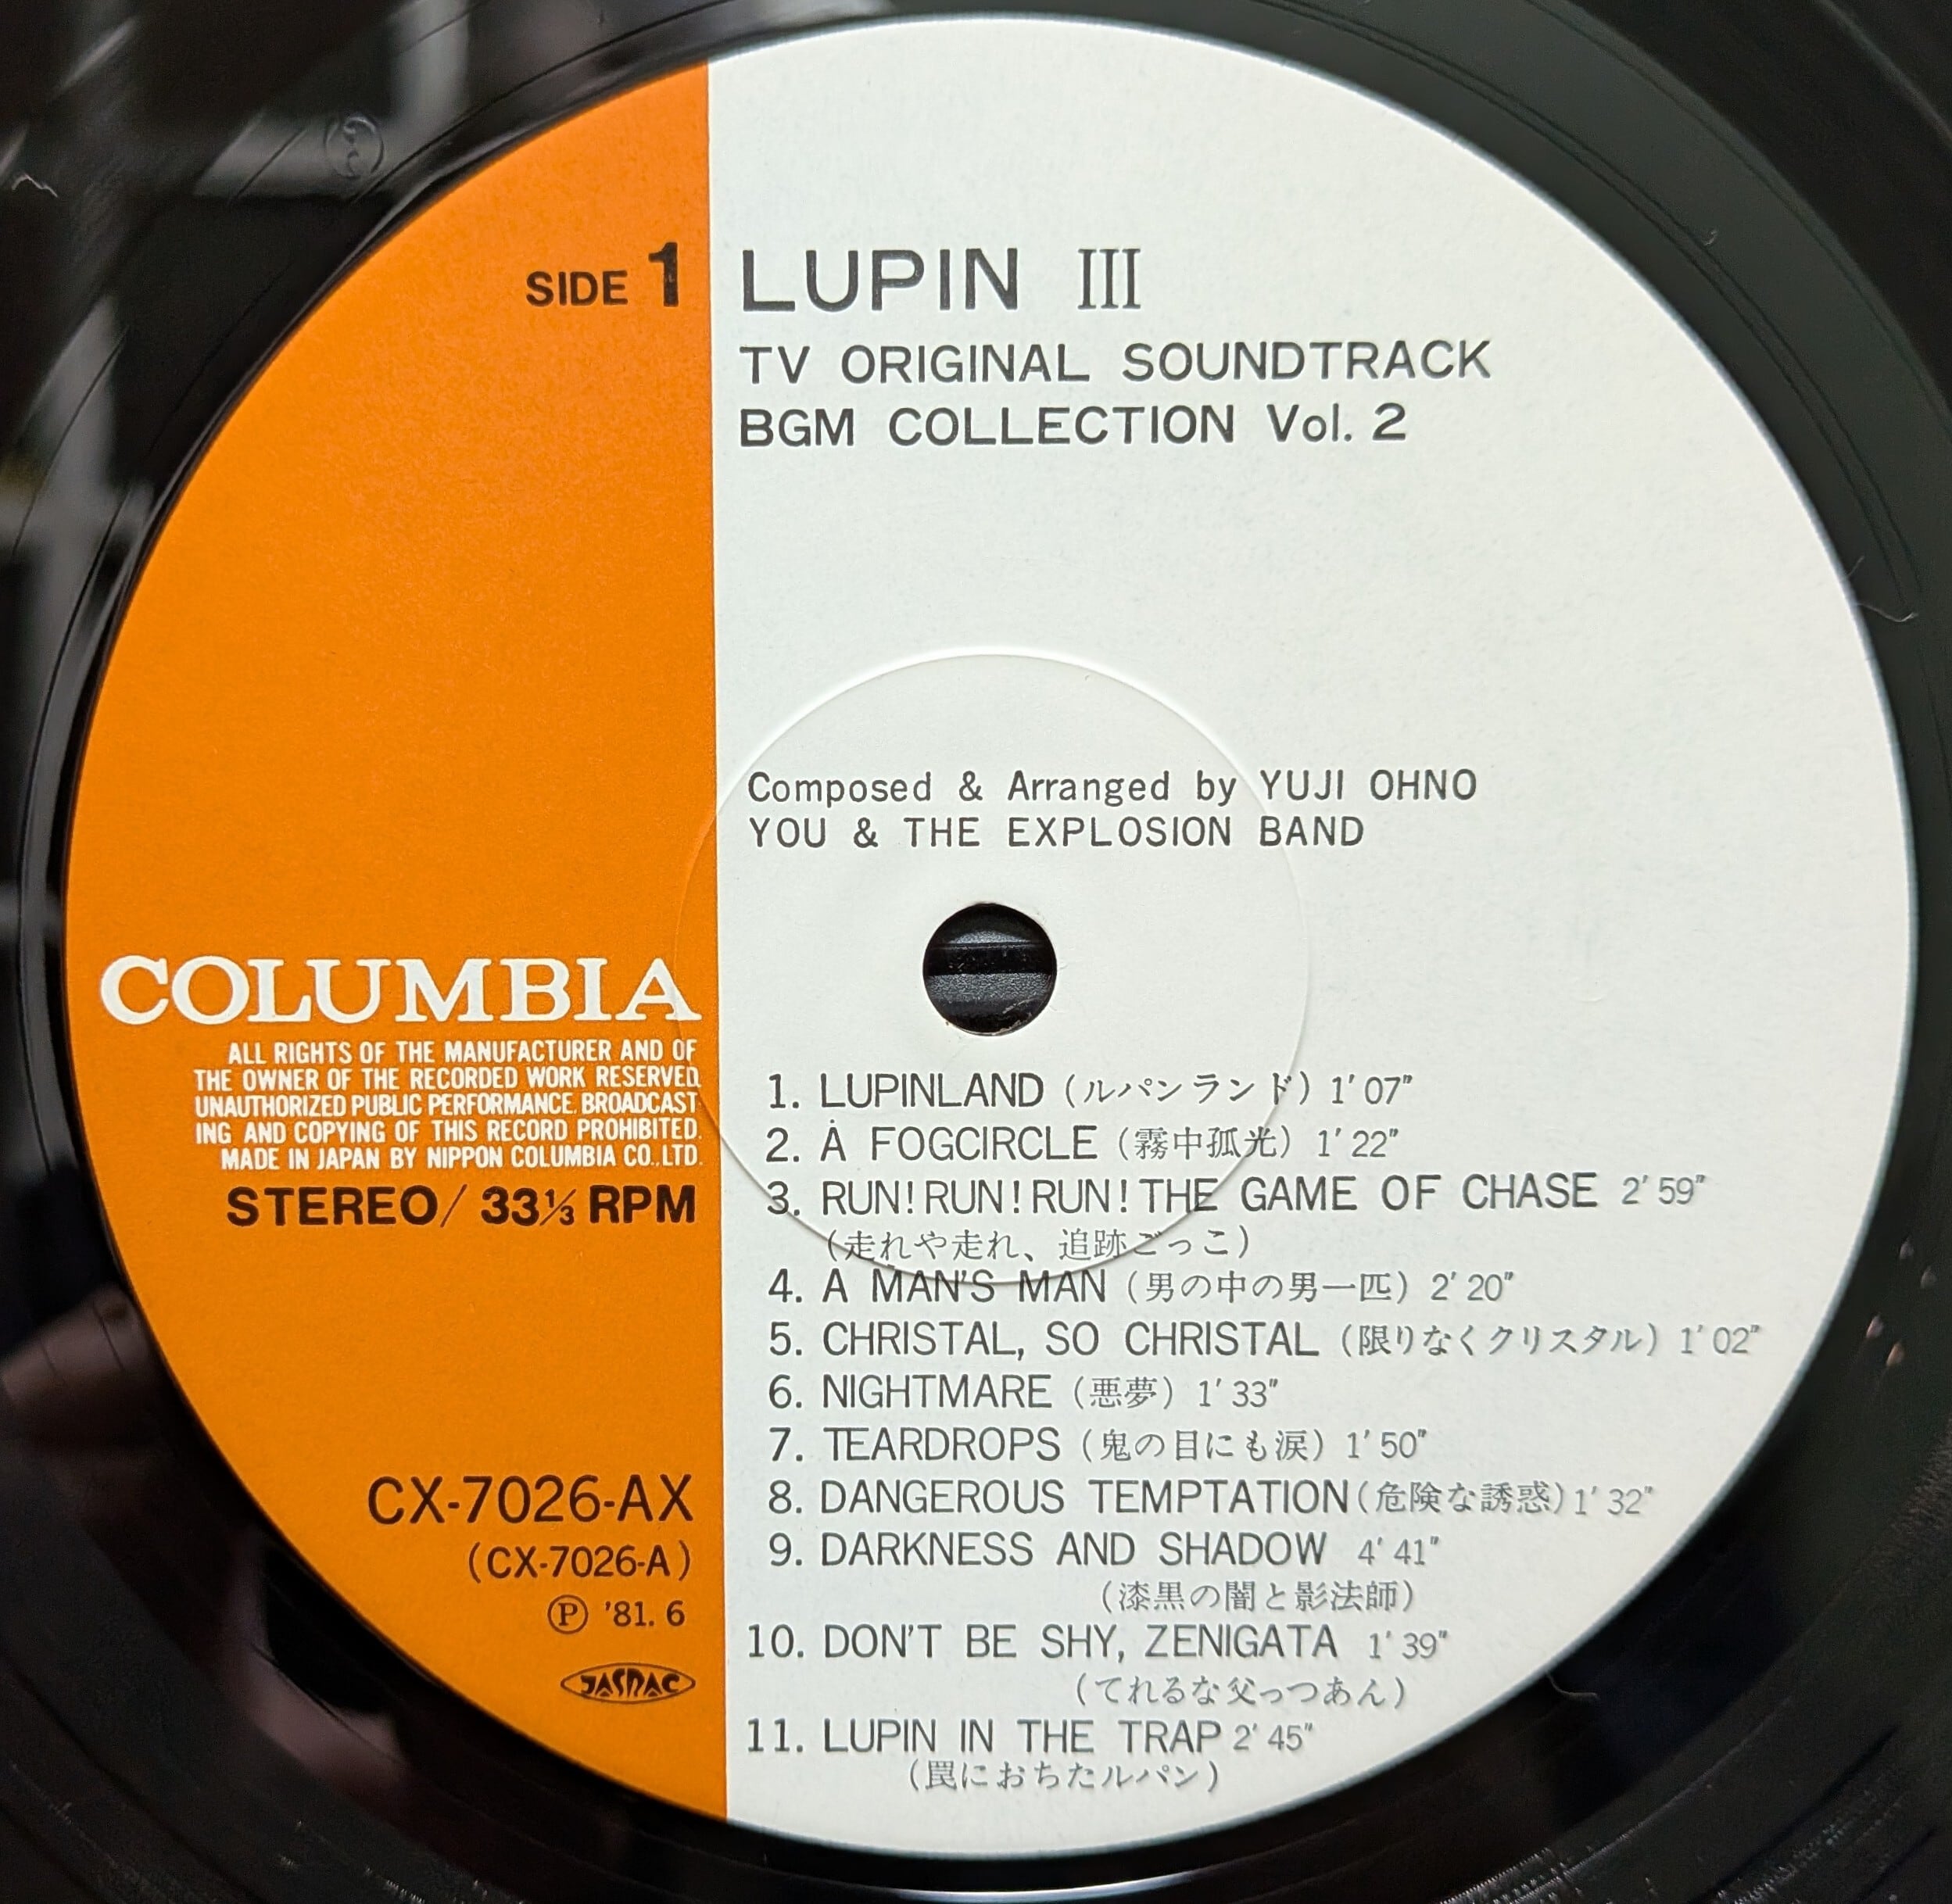 SIDE 1
LUPIN III
TV ORIGINAL SOUNDTRACK
BGM COLLECTION Vol. 2
Composed & Arranged by YUJI OHNO
YOU & THE EXPLOSION BAND
COLUMBIA
ALL RIGHTS OF THE MANUFACTURER AND OF
THE OWNER OF THE RECORDED WORK RESERVED
UNAUTHORIZED PUBLIC PERFORMANCE. BROADCAST
ING AND COPYING OF THIS RECORD PROHIBITED.
MADE IN JAPAN BY NIPPON COLUMBIA CO.,LTD.
STEREO/ 33⅓ RPM
CX-7026-AX
(CX-7026-A)
Ⓟ '81. 6
JASRAC
1. LUPINLAND (ルパンランド) 1′07″
2. A FOGCIRCLE (霧中孤光) 1′22″
3. RUN! RUN! RUN! THE GAME OF CHASE 2′59″
(走れや走れ、追跡ごっこ)
4. A MAN'S MAN (男の中の男一匹) 2′20″
5. CHRISTAL, SO CHRISTAL (限りなくクリスタル) 1′02″
6. NIGHTMARE (悪夢) 1′33″
7. TEARDROPS (鬼の目にも涙) 1′50″
8. DANGEROUS TEMPTATION (危険な誘惑) 1′32″
9. DARKNESS AND SHADOW 4′41″
(漆黒の闇と影法師)
10. DON'T BE SHY, ZENIGATA 1′39″
(てれるな父っつあん)
11. LUPIN IN THE TRAP 2′45″
(罠におちたルパン)